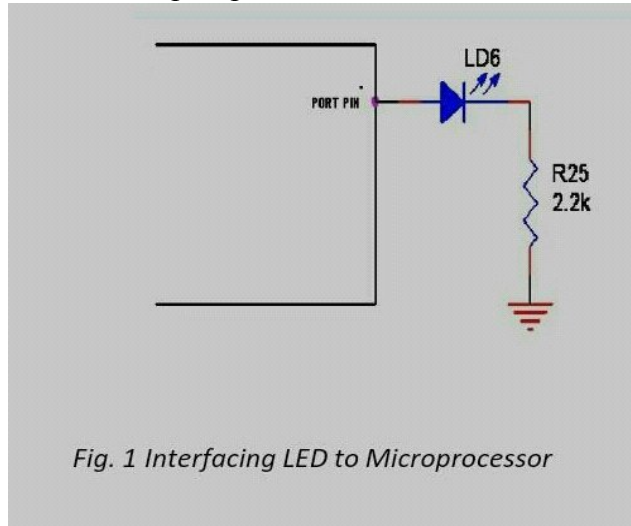 LD6
PORT PIN
R25
2.2k
Fig. 1 Interfacing LED to Microprocessor